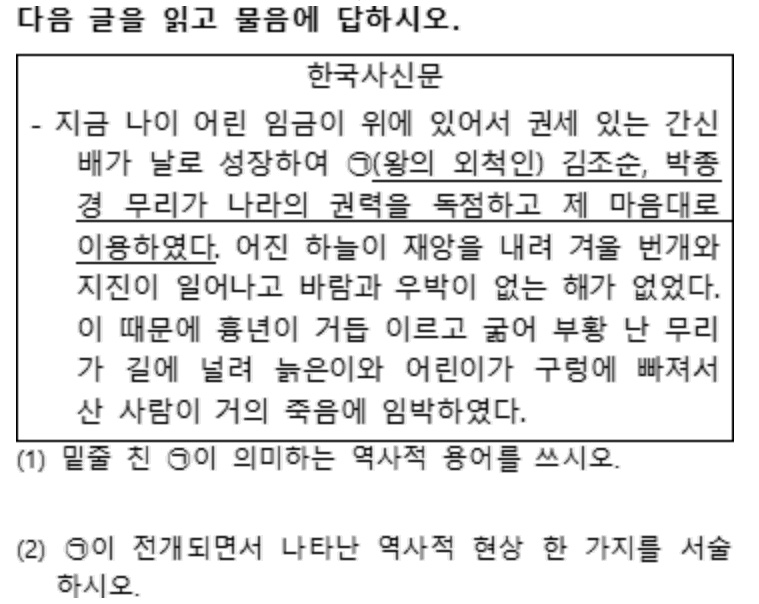 다음 글을 읽고 물음에 답하시오.
한국사신문
- 지금 나이 어린 임금이 위에 있어서 권세 있는 간신
배가 날로 성장하여 ㉠(왕의 외척인) 김조순, 박종
경 무리가 나라의 권력을 독점하고 제 마음대로
이용하였다. 어진 하늘이 재앙을 내려 겨울 번개와
지진이 일어나고 바람과 우박이 없는 해가 없었다.
이 때문에 흉년이 거듭 이르고 굶어 부황 난 무리
가 길에 널려 늙은이와 어린이가 구렁에 빠져서
산 사람이 거의 죽음에 임박하였다.
(1) 밑줄 친 ㉠이 의미하는 역사적 용어를 쓰시오.
(2) ㉠이 전개되면서 나타난 역사적 현상 한 가지를 서술
하시오.